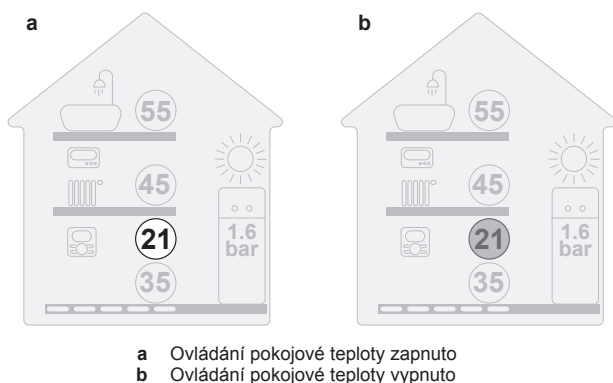 a
b
55
55
45
45
21
1.6
bar
21
1.6
bar
35
35
a Ovládání pokojové teploty zapnuto
b Ovládání pokojové teploty vypnuto